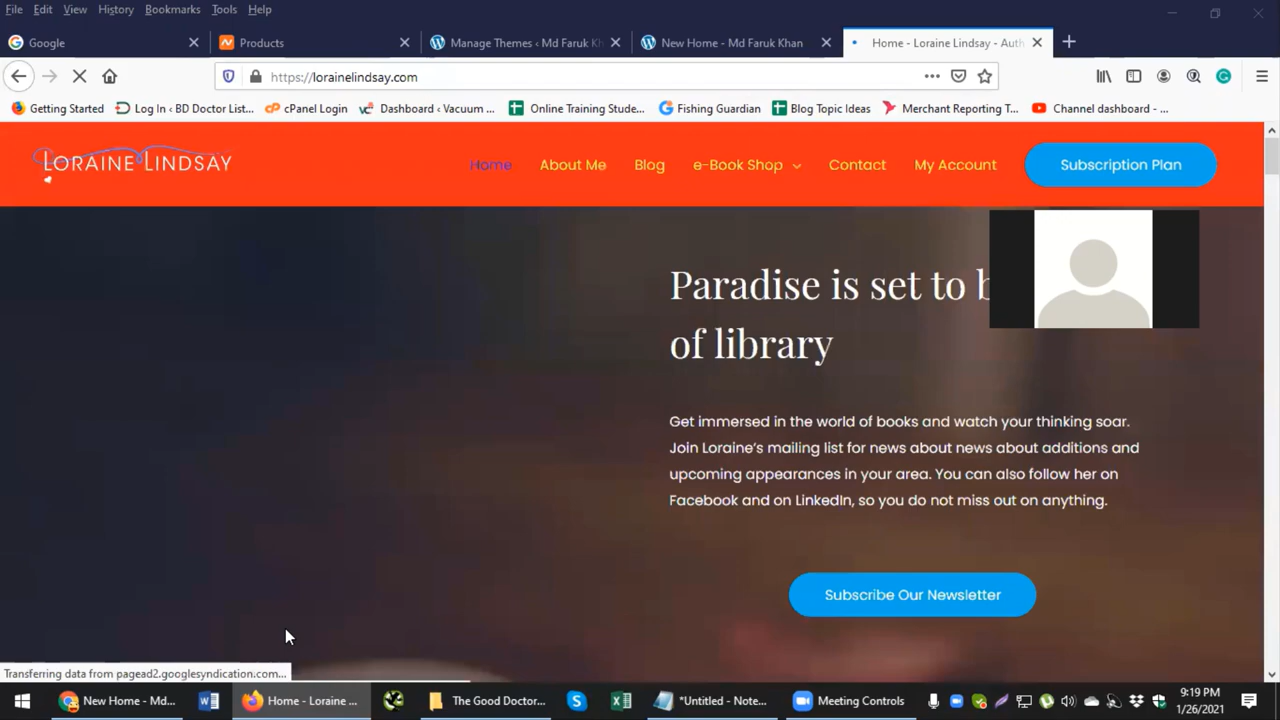 File Edit View History Bookmarks Tools Help
Google Products Manage Themes ‹ Md Faruk Kh New Home - Md Faruk Khan Home - Loraine Lindsay - Auth
https://lorainelindsay.com
Getting Started Log In ‹ BD Doctor List... cPanel Login Dashboard ‹ Vacuum ... Online Training Stude... Fishing Guardian Blog Topic Ideas Merchant Reporting T... Channel dashboard - ...
LORAINE LINDSAY Home About Me Blog e-Book Shop Contact My Account Subscription Plan
Paradise is set to b
of library
Get immersed in the world of books and watch your thinking soar.
Join Loraine’s mailing list for news about news about additions and
upcoming appearances in your area. You can also follow her on
Facebook and on LinkedIn, so you do not miss out on anything.
Subscribe Our Newsletter
Transferring data from pagead2.googlesyndication.com...
New Home - Md... Home - Loraine ... The Good Doctor... *Untitled - Note... Meeting Controls
9:19 PM
1/26/2021